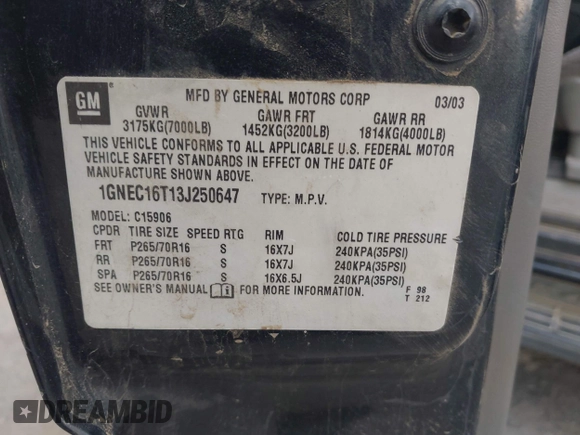 GM
MFD BY GENERAL MOTORS CORP 03/03
GVWR GAWR FRT GAWR RR
3175KG(7000LB) 1452KG(3200LB) 1814KG(4000LB)
THIS VEHICLE CONFORMS TO ALL APPLICABLE U.S. FEDERAL MOTOR
VEHICLE SAFETY STANDARDS IN EFFECT ON THE DATE OF
MANUFACTURE SHOWN ABOVE.
1GNEC16T13J250647 TYPE: M.P.V.
MODEL: C15906
CPDR TIRE SIZE SPEED RTG RIM COLD TIRE PRESSURE
FRT P265/70R16 S 16X7J 240KPA(35PSI)
RR P265/70R16 S 16X7J 240KPA(35PSI)
SPA P265/70R16 S 16X6.5J 240KPA(35PSI)
SEE OWNER'S MANUAL FOR MORE INFORMATION. F 98
T 212
DREAMBID